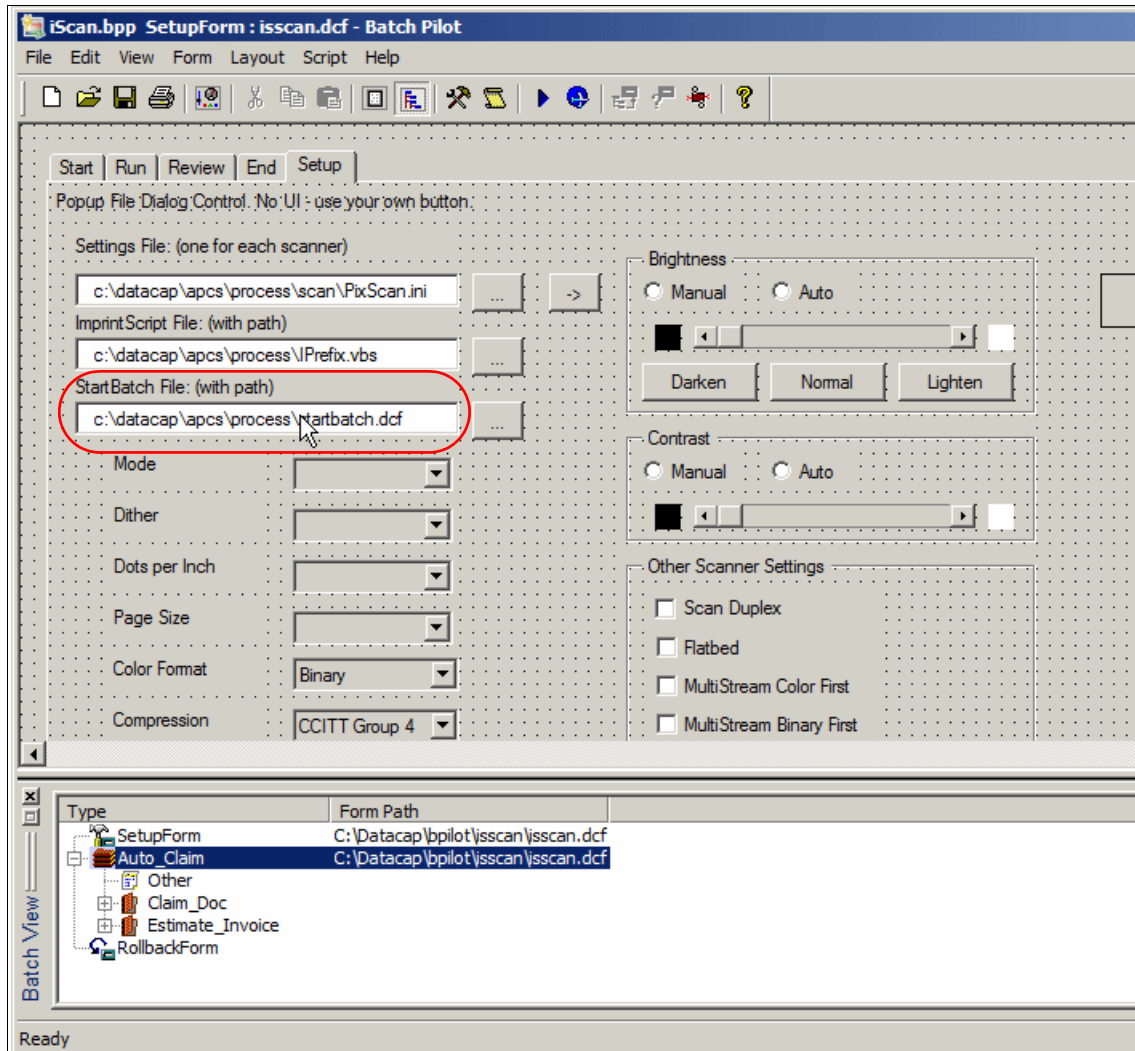 iScan.bpp SetupForm : isscan.dcf - Batch Pilot
File Edit View Form Layout Script Help
Start Run Review End Setup
Popup File Dialog Control. No UI - use your own button.
Settings File: (one for each scanner)
c:\datacap\apcs\process\scan\PixScan.ini ... ->
ImprintScript File: (with path)
c:\datacap\apcs\process\IPrefix.vbs ...
StartBatch File: (with path)
c:\datacap\apcs\process\startbatch.dcf
Mode
Dither
Dots per Inch
Page Size
Color Format Binary
Compression CCITT Group 4
Brightness
Manual Auto
Darken Normal Lighten
Contrast
Manual Auto
Other Scanner Settings
Scan Duplex
Flatbed
MultiStream Color First
MultiStream Binary First
Batch View
Type Form Path
SetupForm C:\Datacap\bpilot\isscan\isscan.dcf
Auto_Claim C:\Datacap\bpilot\isscan\isscan.dcf
Other
Claim_Doc
Estimate_Invoice
RollbackForm
Ready